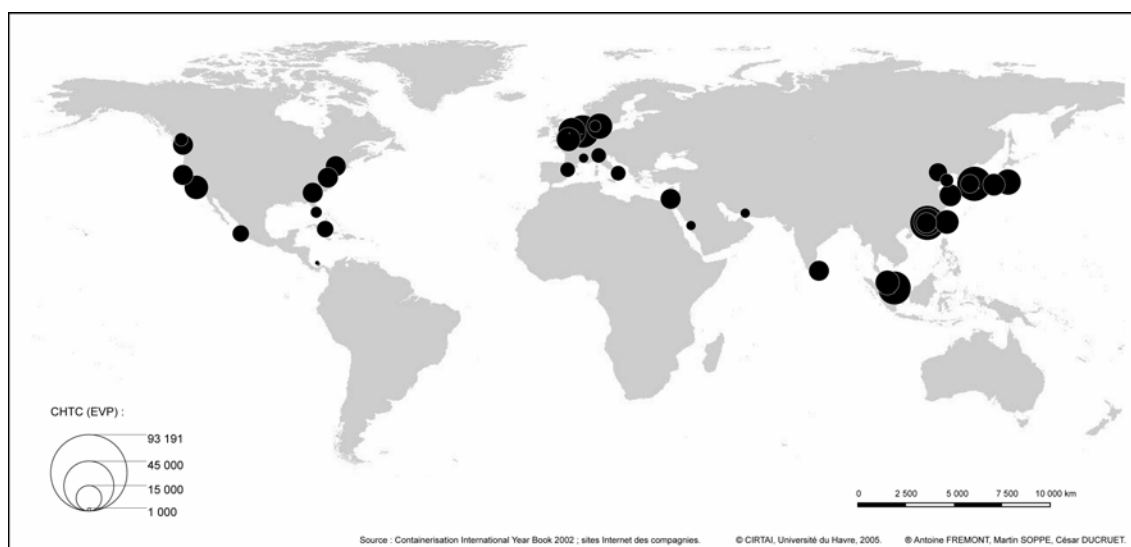 CHTC (EVP) :
93 191
45 000
15 000
1 000
0 2 500 5 000 7 500 10 000 km
Source : Containerisation International Year Book 2002 ; sites Internet des compagnies. © CIRTAI, Université du Havre, 2005. ® Antoine FREMONT, Martin SOPPE, César DUCRUET.